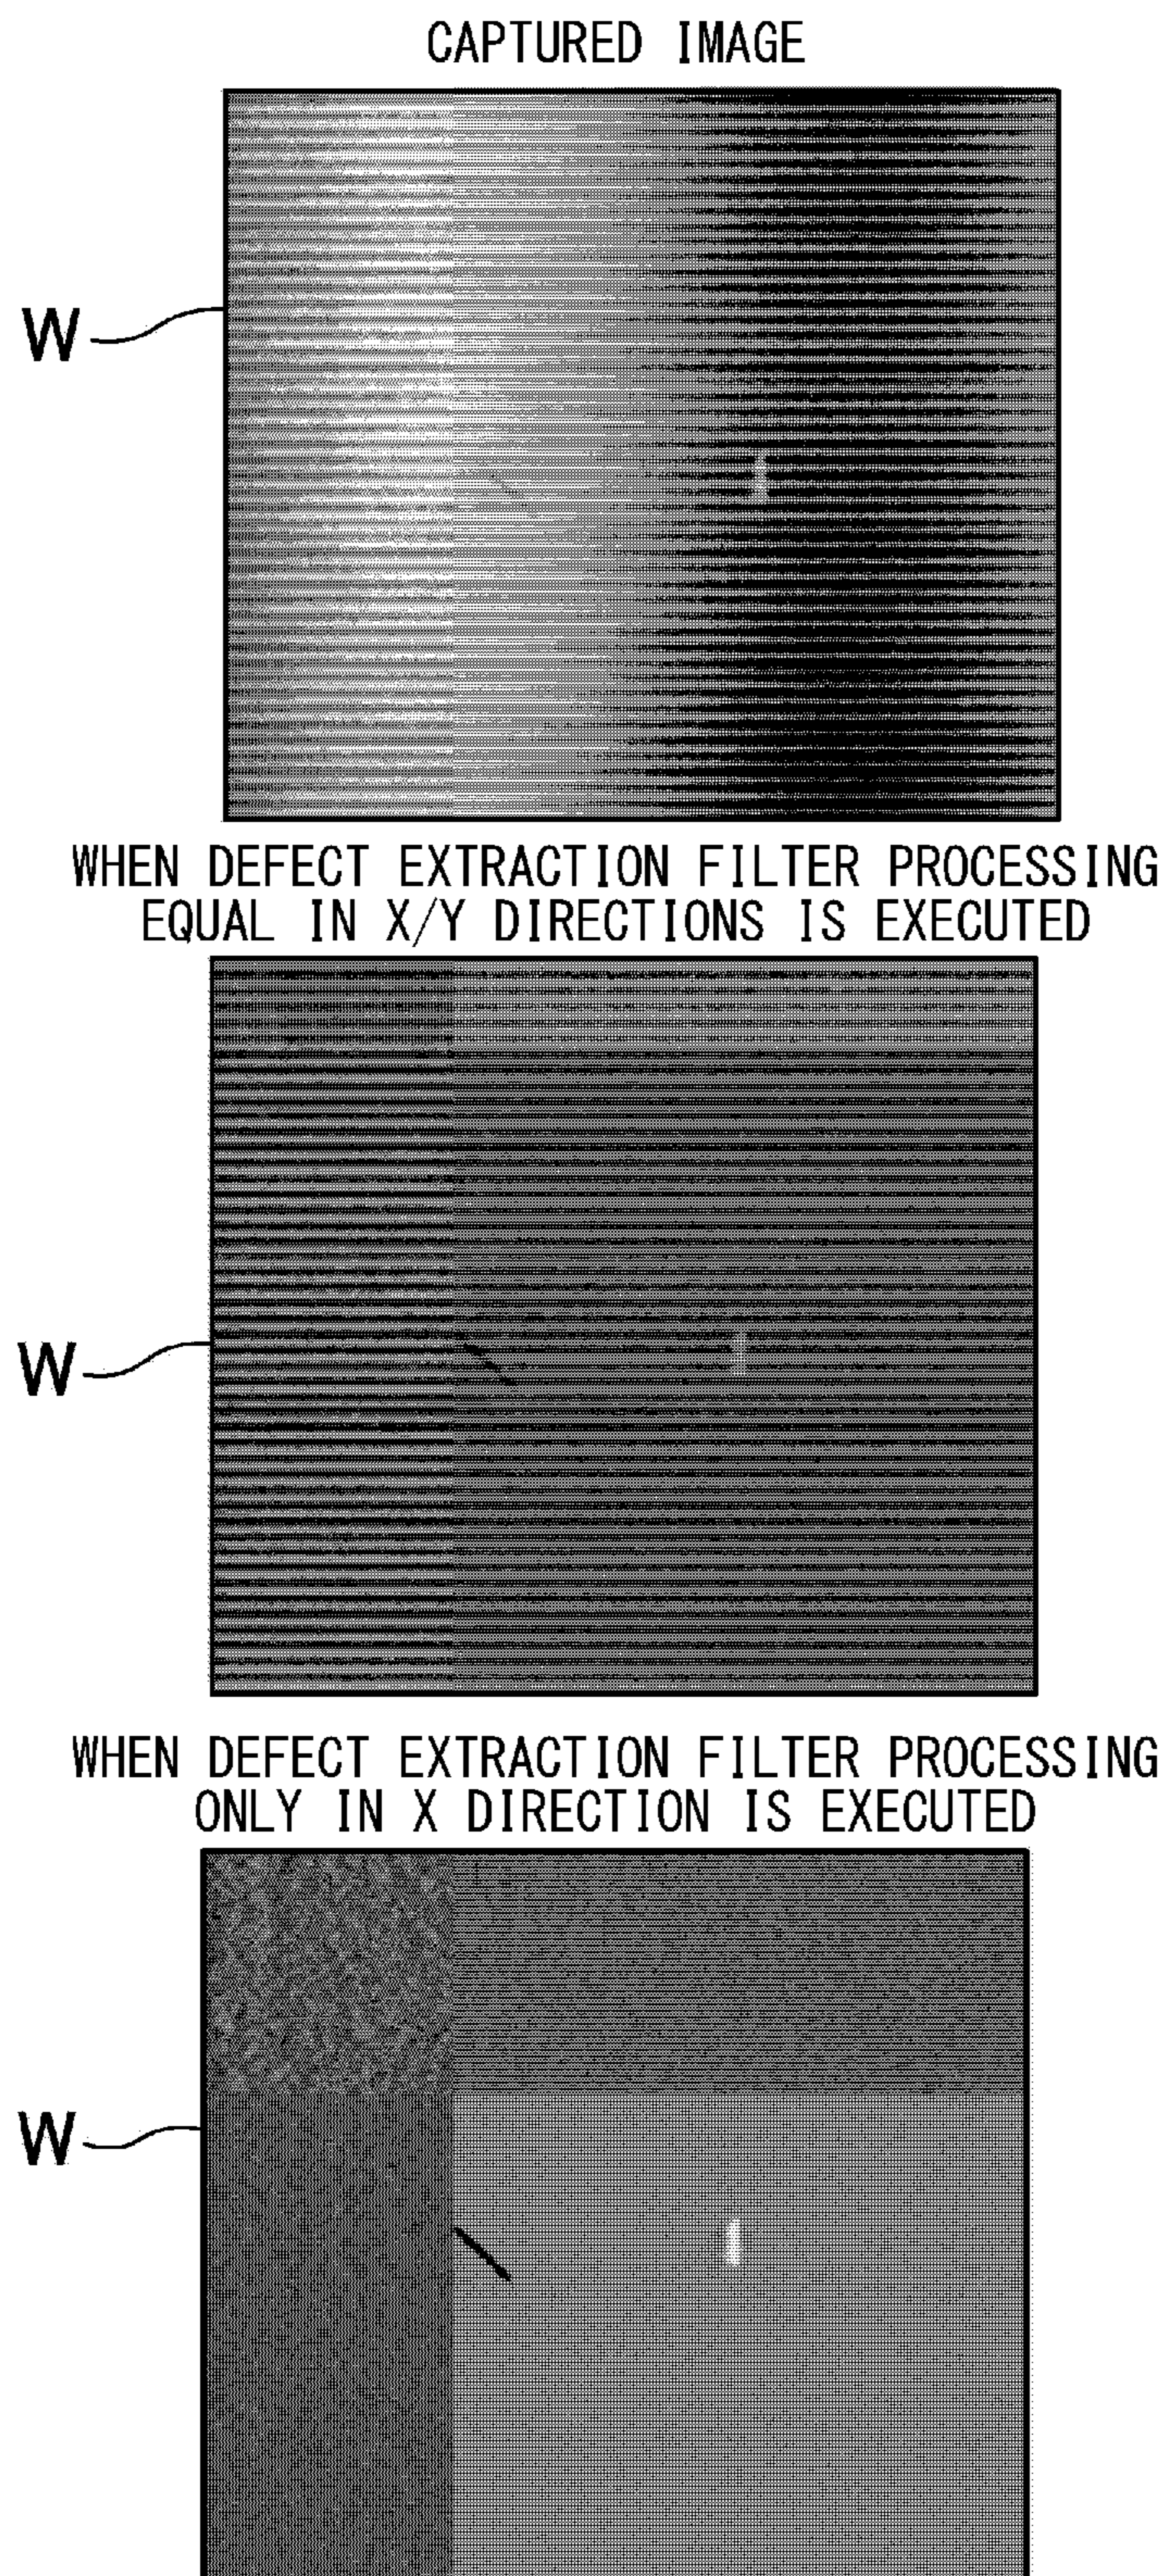 CAPTURED IMAGE
W
WHEN DEFECT EXTRACTION FILTER PROCESSING
EQUAL IN X/Y DIRECTIONS IS EXECUTED
W
WHEN DEFECT EXTRACTION FILTER PROCESSING
ONLY IN X DIRECTION IS EXECUTED
W